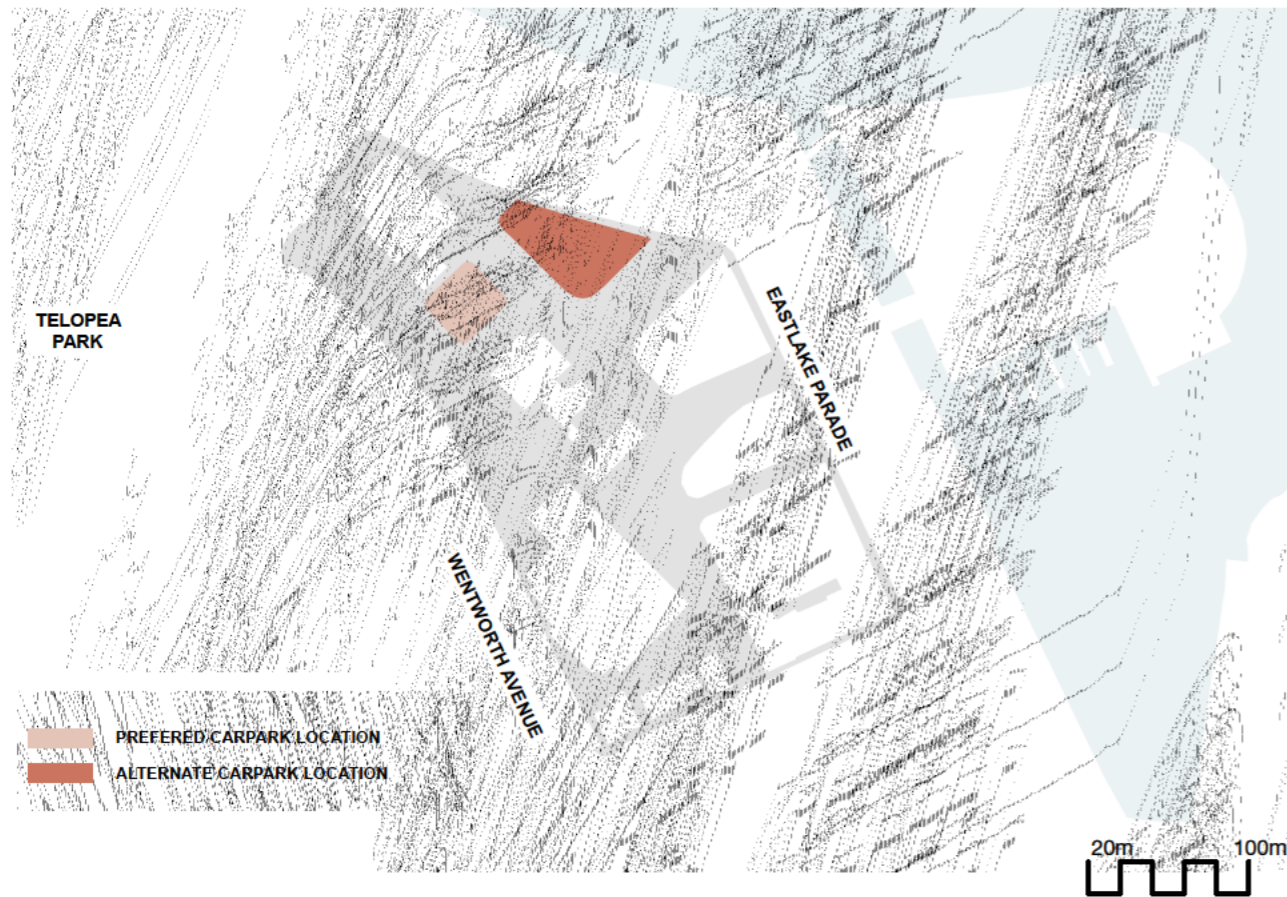 TELOPEA
PARK
EASTLAKE PARADE
WENTWORTH AVENUE
PREFERED CARPARK LOCATION
ALTERNATE CARPARK LOCATION
20m 100m